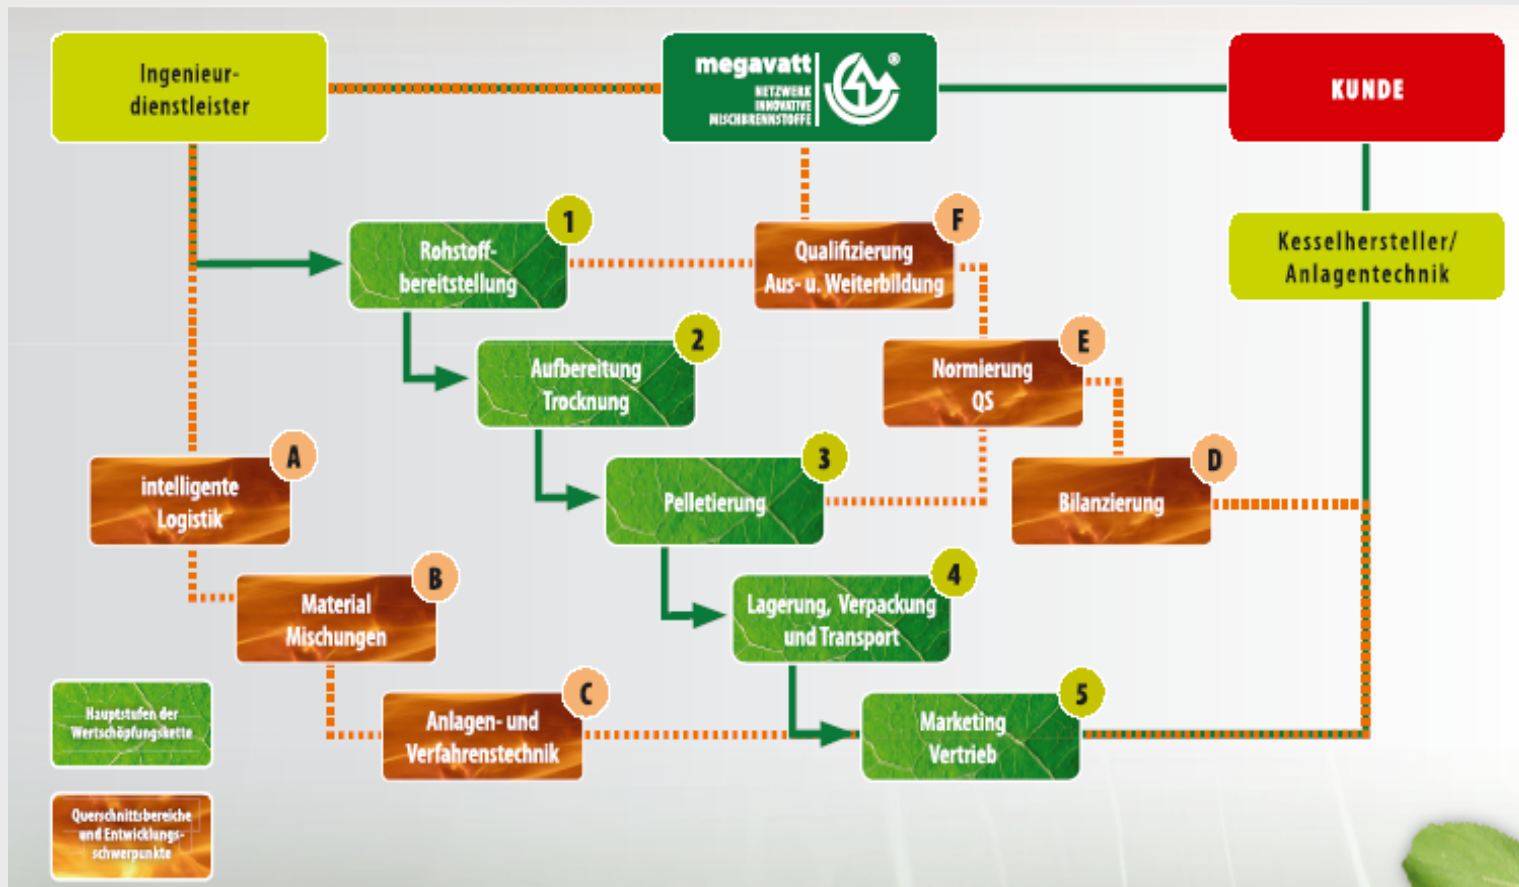 Ingenieur-
dienstleister
megavatt
NETZWERK
INNOVATIVE
MISCHBRENNSTOFFE
®
KUNDE
1
Rohstoff-
bereitstellung
F
Qualifizierung
Aus- u. Weiterbildung
Kesselhersteller/
Anlagentechnik
2
Aufbereitung
Trocknung
E
Normierung
QS
A
intelligente
Logistik
3
Pelletierung
D
Bilanzierung
B
Material
Mischungen
4
Lagerung, Verpackung
und Transport
C
Anlagen- und
Verfahrenstechnik
5
Marketing
Vertrieb
Hauptstufen der
Wertschöpfungskette
Querschnittsbereiche
und Entwicklungs-
schwerpunkte